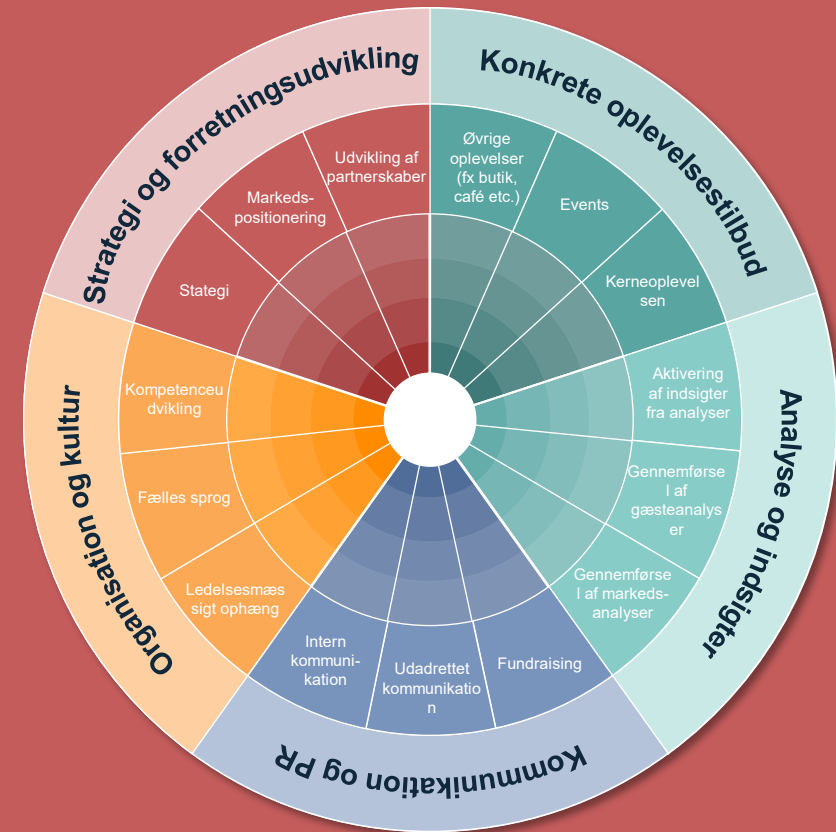 Strategi og forretningsudvikling
Konkrete oplevelsestilbud
Analyse og indsigter
Kommunikation og PR
Organisation og kultur
Udvikling af
partnerskaber
Markeds-
positionering
Stategi
Øvrige
oplevelser
(fx butik,
café etc.)
Events
Kerneoplevel
sen
Aktivering
af indsigter
fra analyser
Gennemførse
l af
gæsteanalys
er
Gennemførse
l af markeds-
analyser
Fundraising
Udadrettet
kommunikatio
n
Intern
kommuni-
kation
Ledelsesmæs
sigt ophæng
Fælles sprog
Kompetenceu
dvikling